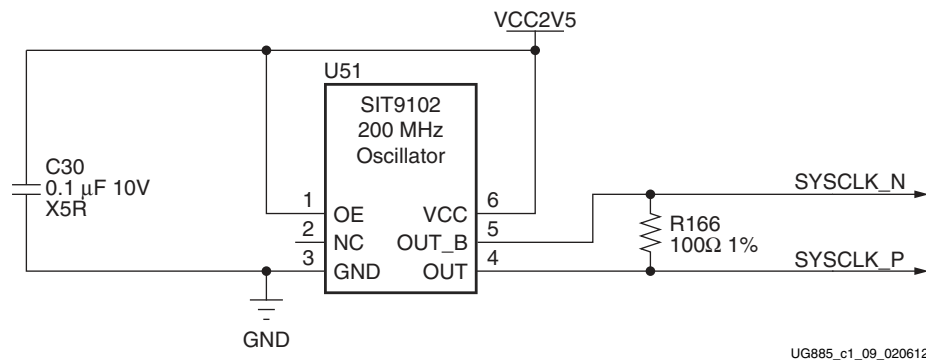 VCC2V5
U51
SIT9102
200 MHz
Oscillator
C30
0.1 μF 10V
X5R
1
OE
VCC
6
2
NC
OUT_B
5
3
GND
OUT
4
SYSCLK_N
R166
100Ω 1%
SYSCLK_P
GND
UG885_c1_09_020612